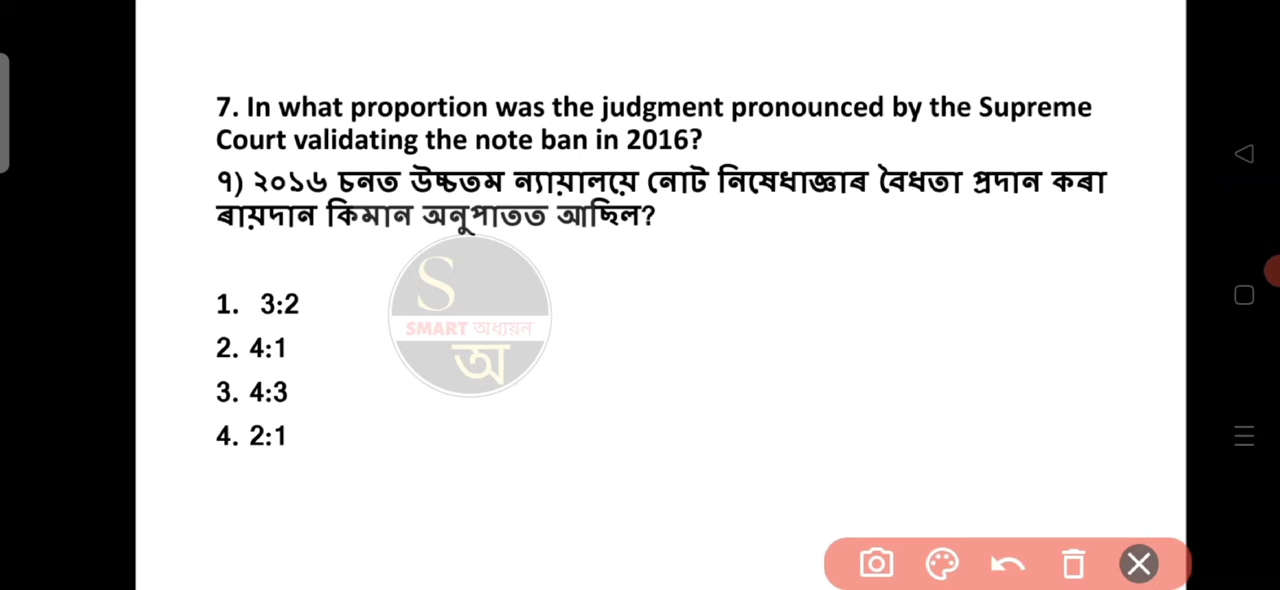 7. In what proportion was the judgment pronounced by the Supreme
Court validating the note ban in 2016?
৭) ২০১৬ চনত উচ্চতম ন্যায়ালয়ে নোট নিষেধাজ্ঞাৰ বৈধতা প্ৰদান কৰা
ৰায়দান কিমান অনুপাতত আছিল?
1. 3:2
2. 4:1
3. 4:3
4. 2:1
S
SMART অধ্যয়ন
অ